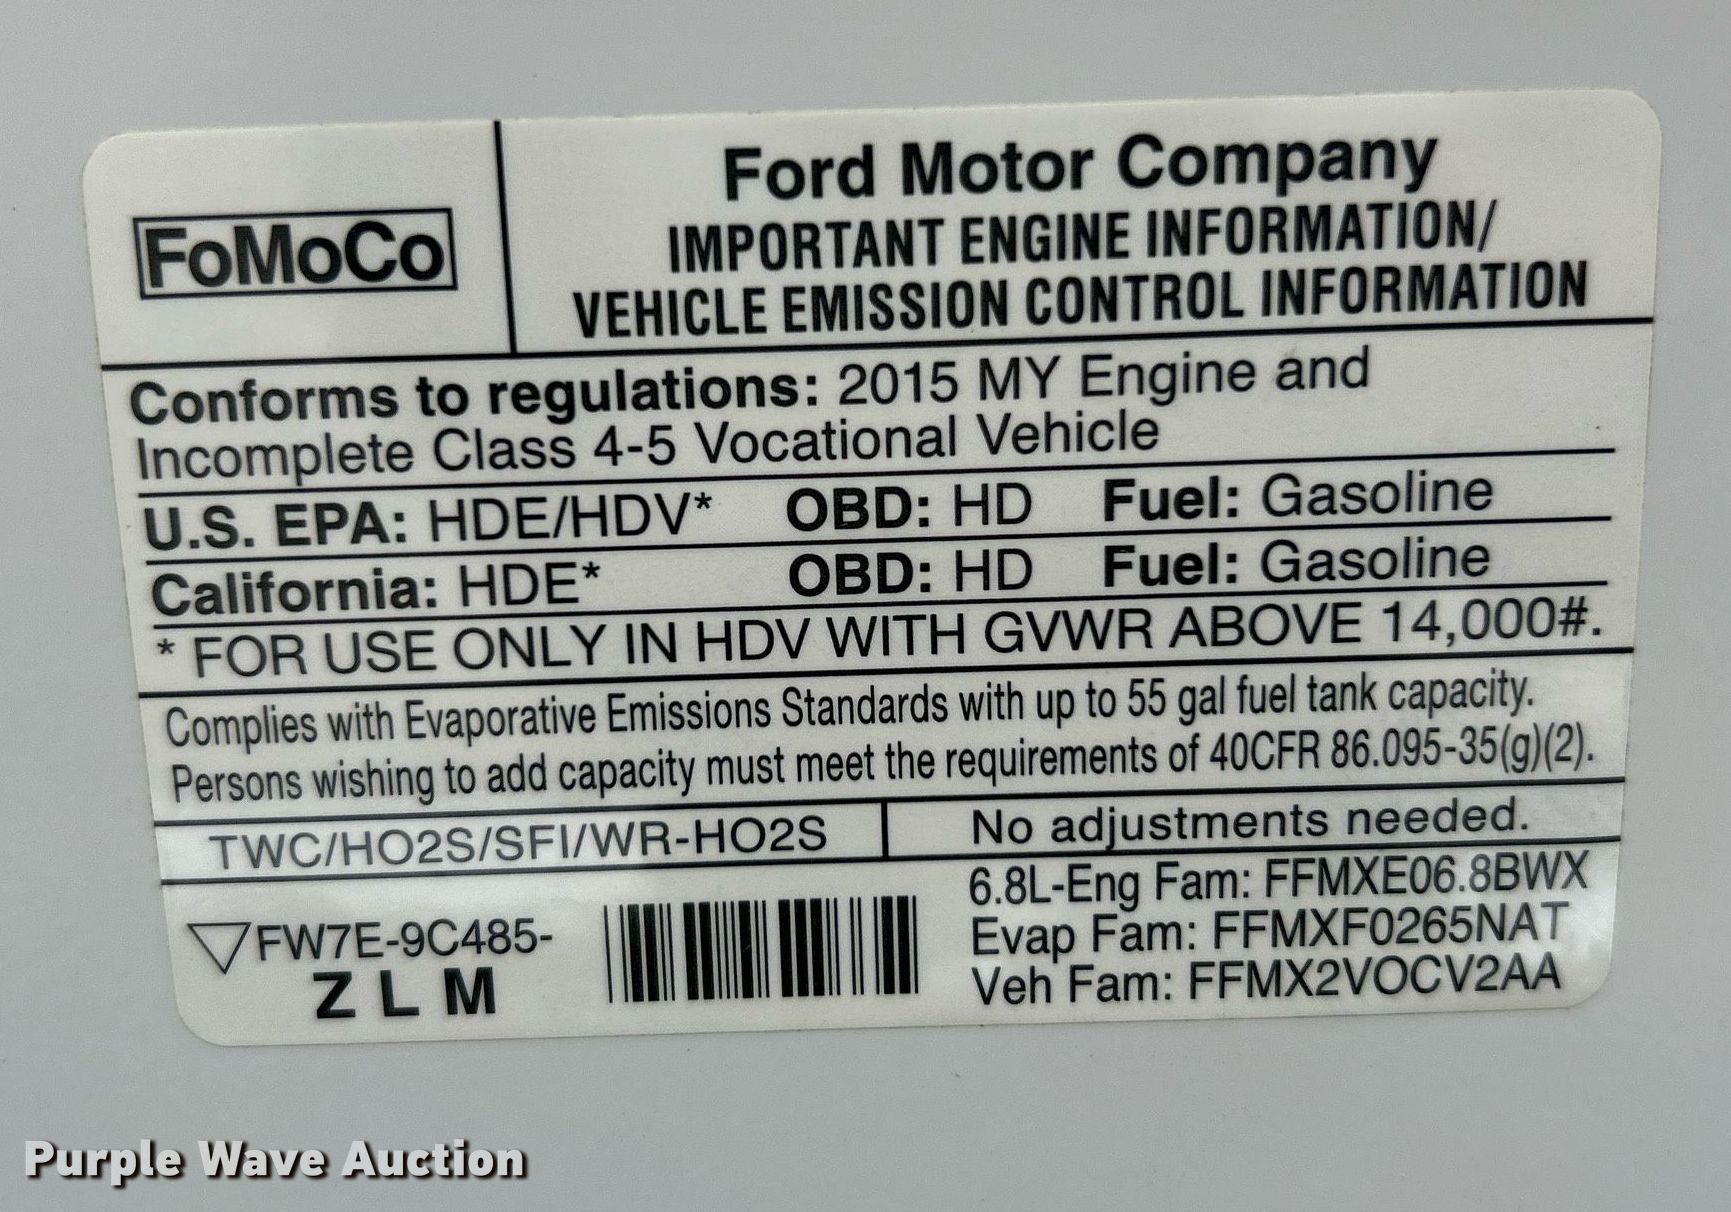 FoMoCo
Ford Motor Company
IMPORTANT ENGINE INFORMATION/
VEHICLE EMISSION CONTROL INFORMATION
Conforms to regulations: 2015 MY Engine and
Incomplete Class 4-5 Vocational Vehicle
U.S. EPA: HDE/HDV* OBD: HD Fuel: Gasoline
California: HDE* OBD: HD Fuel: Gasoline
* FOR USE ONLY IN HDV WITH GVWR ABOVE 14,000#.
Complies with Evaporative Emissions Standards with up to 55 gal fuel tank capacity.
Persons wishing to add capacity must meet the requirements of 40CFR 86.095-35(g)(2).
TWC/HO2S/SFI/WR-HO2S
No adjustments needed.
FW7E-9C485-
Z L M
6.8L-Eng Fam: FFMXE06.8BWX
Evap Fam: FFMXF0265NAT
Veh Fam: FFMX2VOCV2AA
Purple Wave Auction